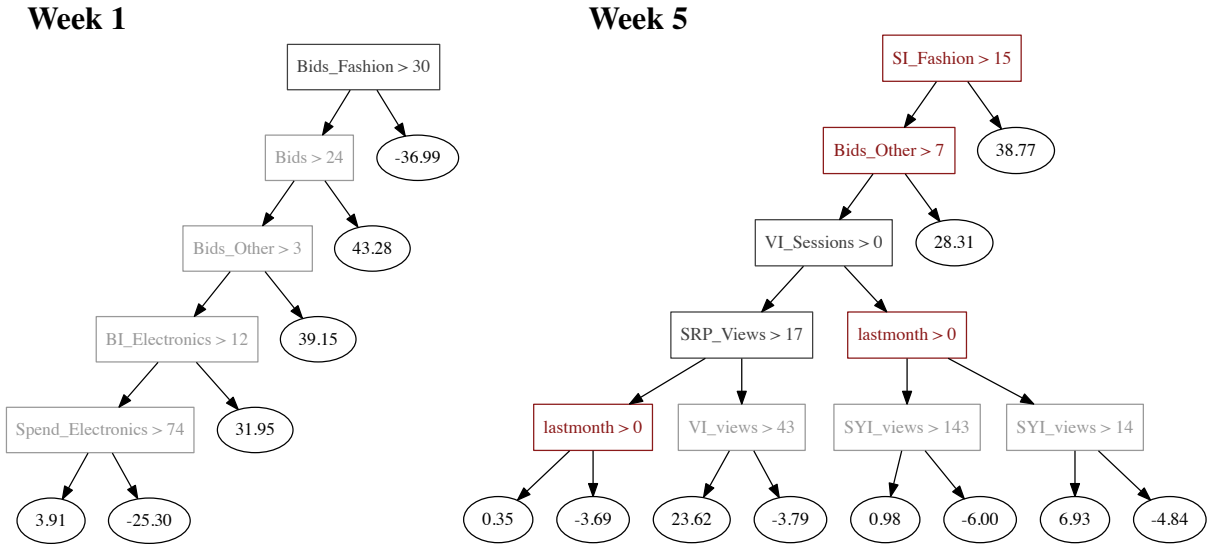 Week 1
Bids_Fashion > 30
Bids > 24
-36.99
Bids_Other > 3
43.28
BI_Electronics > 12
39.15
Spend_Electronics > 74
31.95
3.91
-25.30
Week 5
SI_Fashion > 15
Bids_Other > 7
38.77
VI_Sessions > 0
28.31
SRP_Views > 17
lastmonth > 0
lastmonth > 0
VI_views > 43
SYI_views > 143
SYI_views > 14
0.35
-3.69
23.62
-3.79
0.98
-6.00
6.93
-4.84